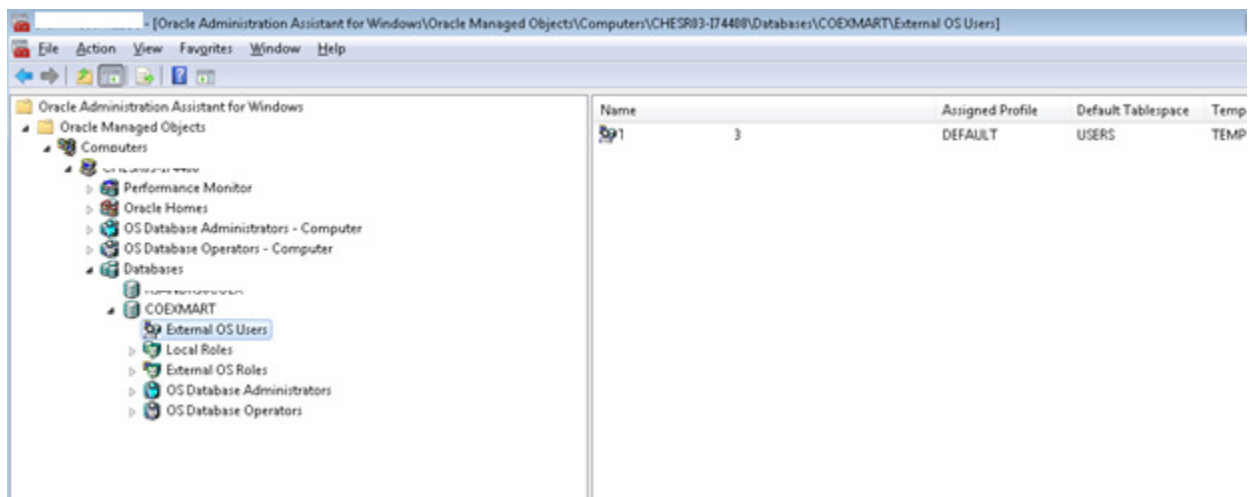 - [Oracle Administration Assistant for Windows\Oracle Managed Objects\Computers\CHESR03-I74408\Databases\COEXMART\External OS Users]
File Action View Favorites Window Help
Oracle Administration Assistant for Windows
Oracle Managed Objects
Computers
Performance Monitor
Oracle Homes
OS Database Administrators - Computer
OS Database Operators - Computer
Databases
COEXMART
External OS Users
Local Roles
External OS Roles
OS Database Administrators
OS Database Operators
Name Assigned Profile Default Tablespace Temp
1 3 DEFAULT USERS TEMP